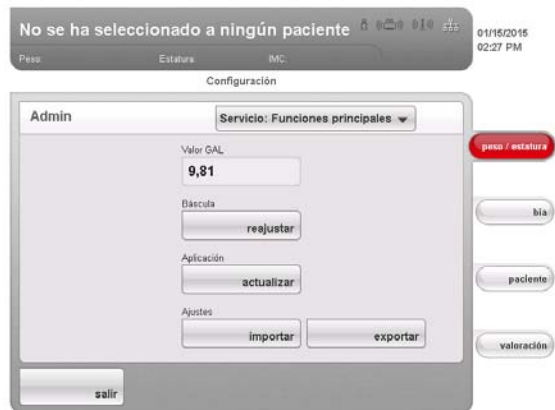 No se ha seleccionado a ningún paciente
01/15/2015
02:27 PM
Peso: Estatura: IMC:
Configuración
Admin
Servicio: Funciones principales
Valor GAL
9,81
Báscula
reajustar
Aplicación
actualizar
Ajustes
importar exportar
salir
peso / estatura
bia
paciente
valoración